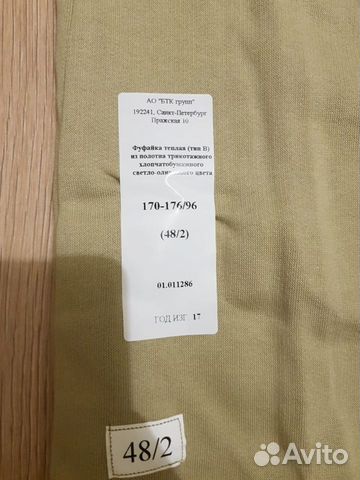 АО "БТК групп"
192241, Санкт-Петербург
Пражская 10
Фуфайка теплая (тип В)
из полотна трикотажного
хлопчатобумажного
светло-оливкового цвета
170-176/96
(48/2)
01.011286
ГОД ИЗГ. 17
48/2
Avito